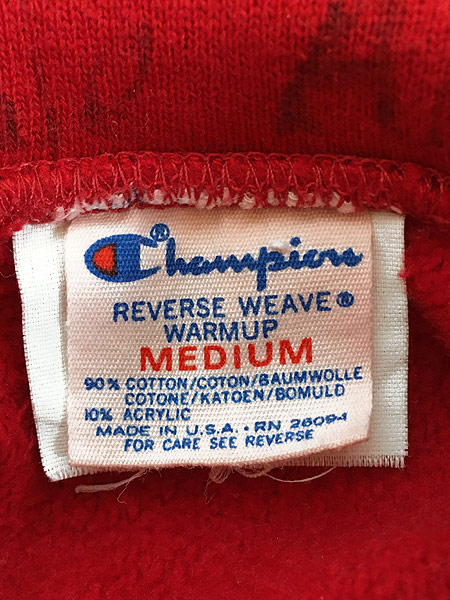 Champion
REVERSE WEAVE®
WARMUP
MEDIUM
90% COTTON/COTON/BAUMWOLLE
COTONE/KATOEN/BOMULD
10% ACRYLIC
MADE IN U.S.A. · RN 26094
FOR CARE SEE REVERSE